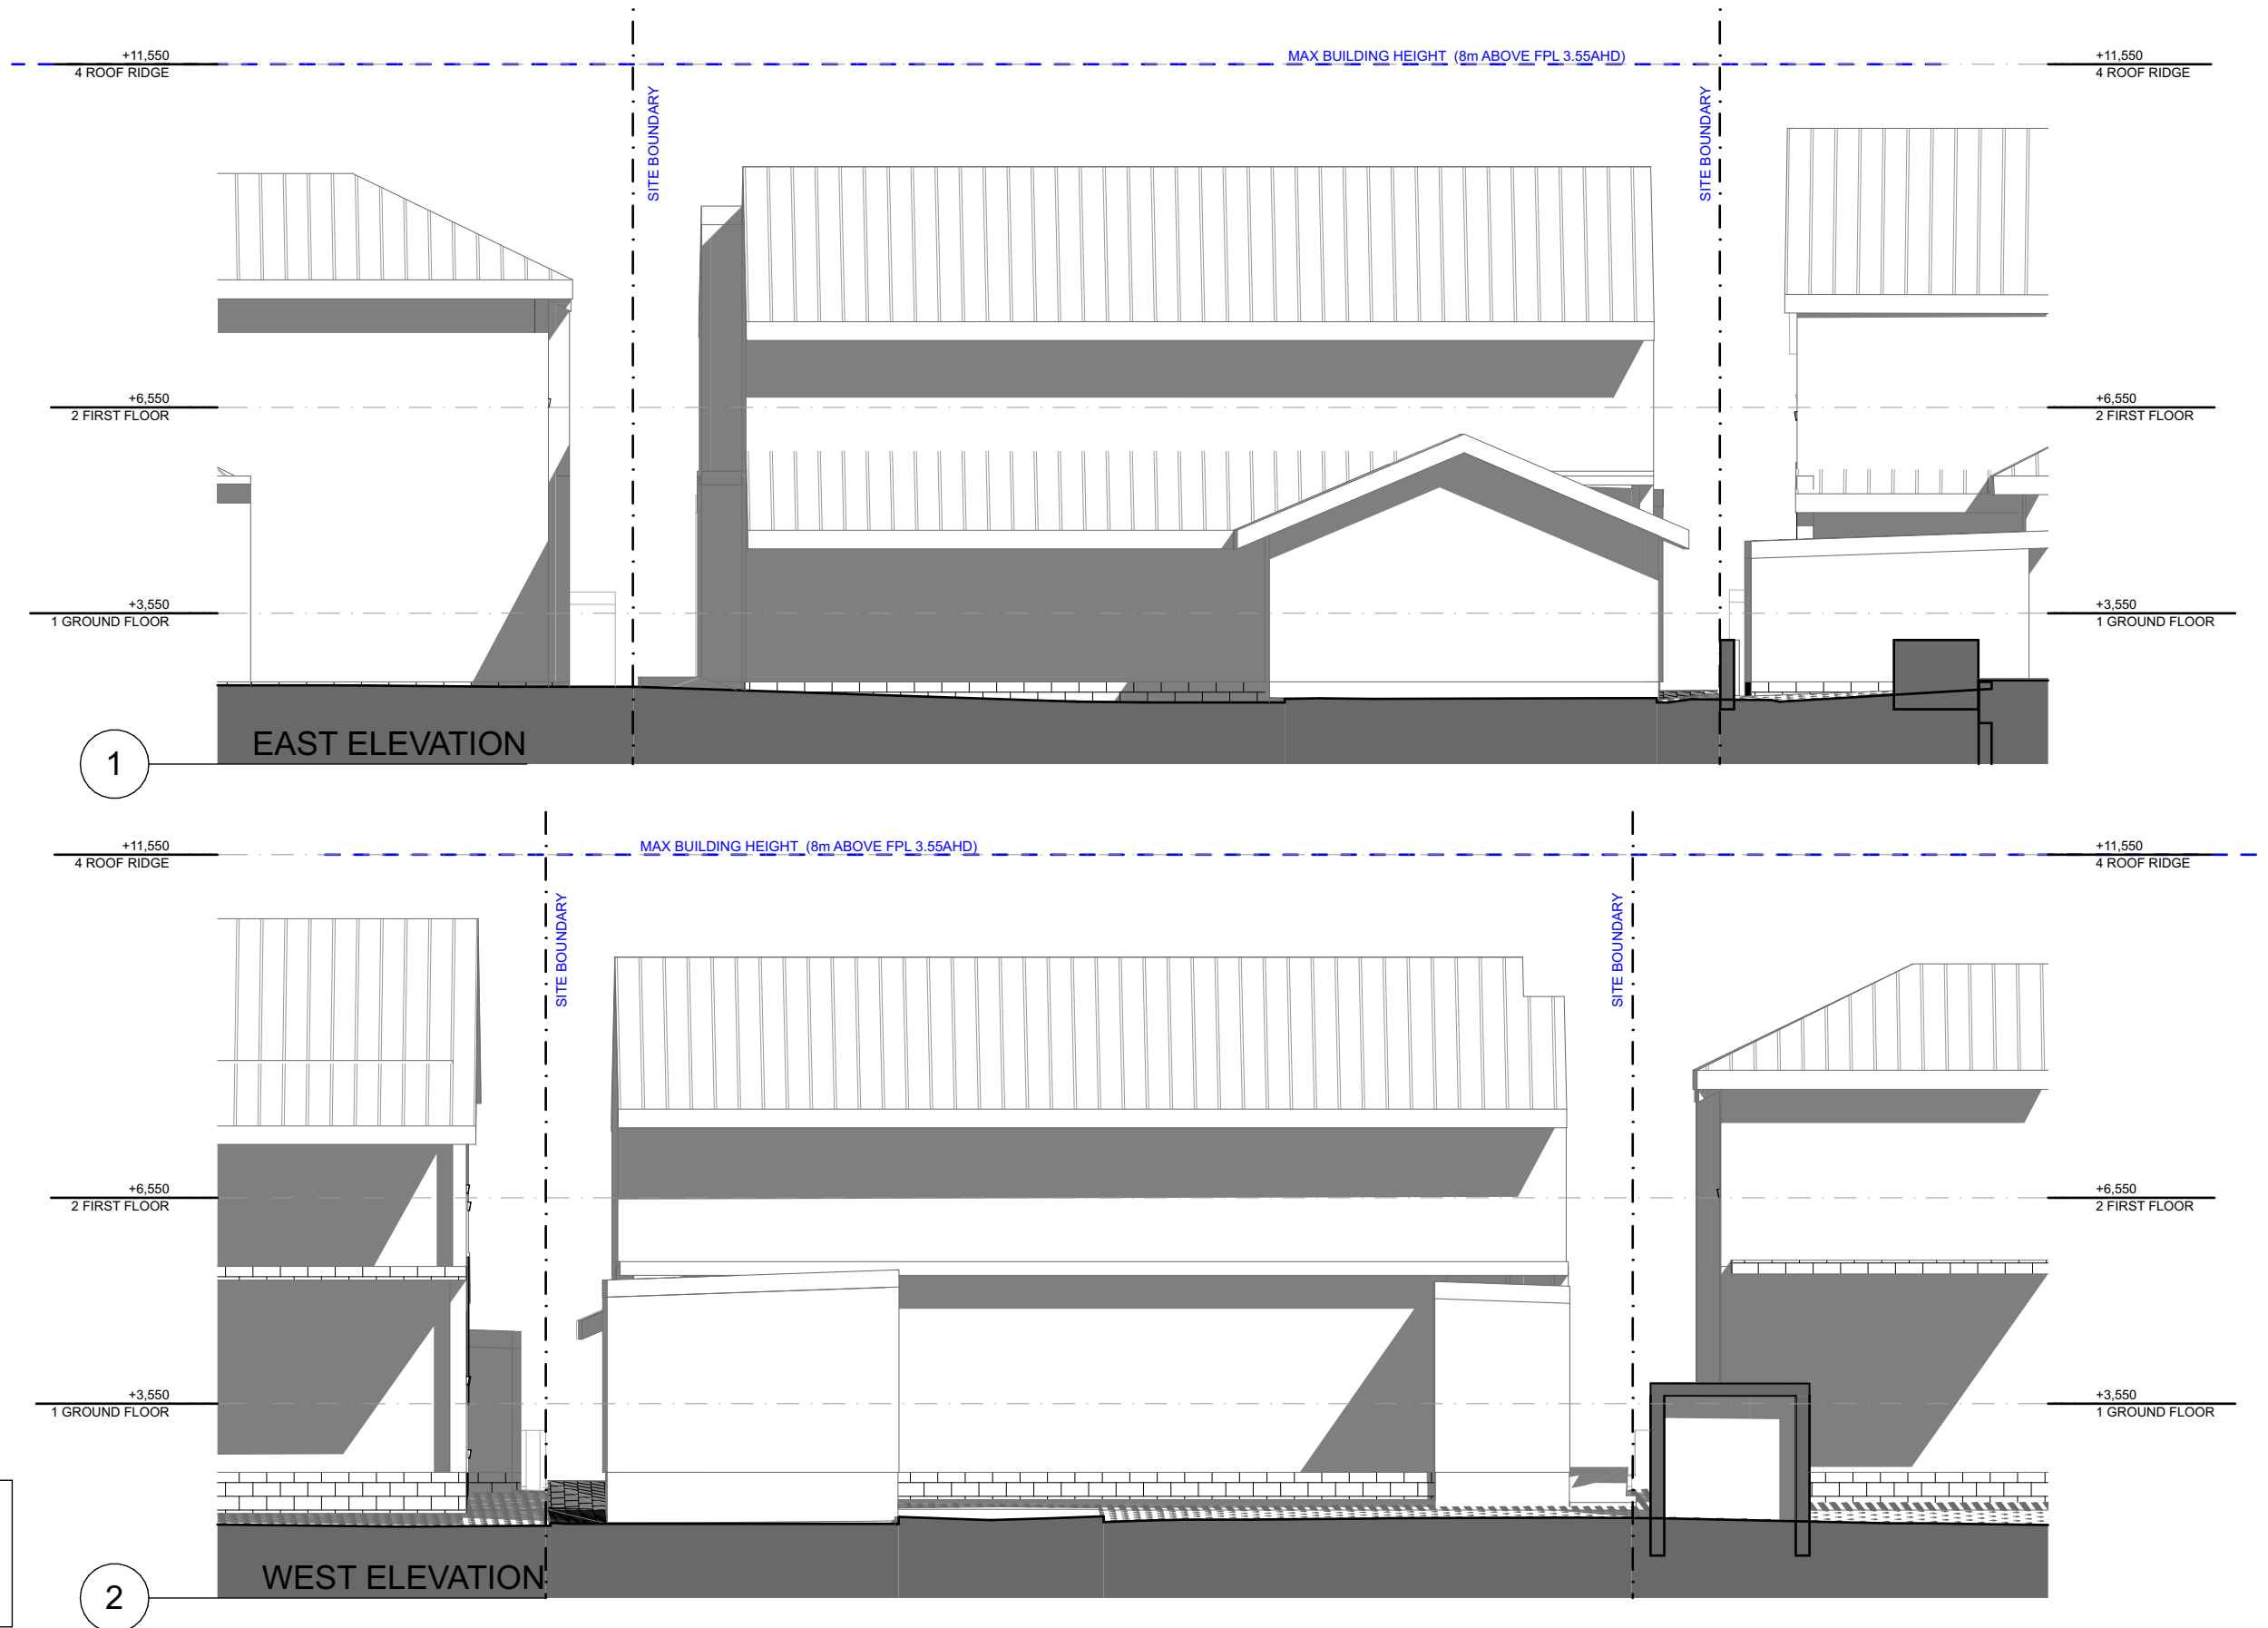 +11,550
4 ROOF RIDGE
MAX BUILDING HEIGHT (8m ABOVE FPL 3.55AHD)
+11,550
4 ROOF RIDGE
SITE BOUNDARY
SITE BOUNDARY
+6,550
2 FIRST FLOOR
+6,550
2 FIRST FLOOR
+3,550
1 GROUND FLOOR
+3,550
1 GROUND FLOOR
1
EAST ELEVATION
+11,550
4 ROOF RIDGE
MAX BUILDING HEIGHT (8m ABOVE FPL 3.55AHD)
+11,550
4 ROOF RIDGE
SITE BOUNDARY
SITE BOUNDARY
+6,550
2 FIRST FLOOR
+6,550
2 FIRST FLOOR
+3,550
1 GROUND FLOOR
+3,550
1 GROUND FLOOR
2
WEST ELEVATION